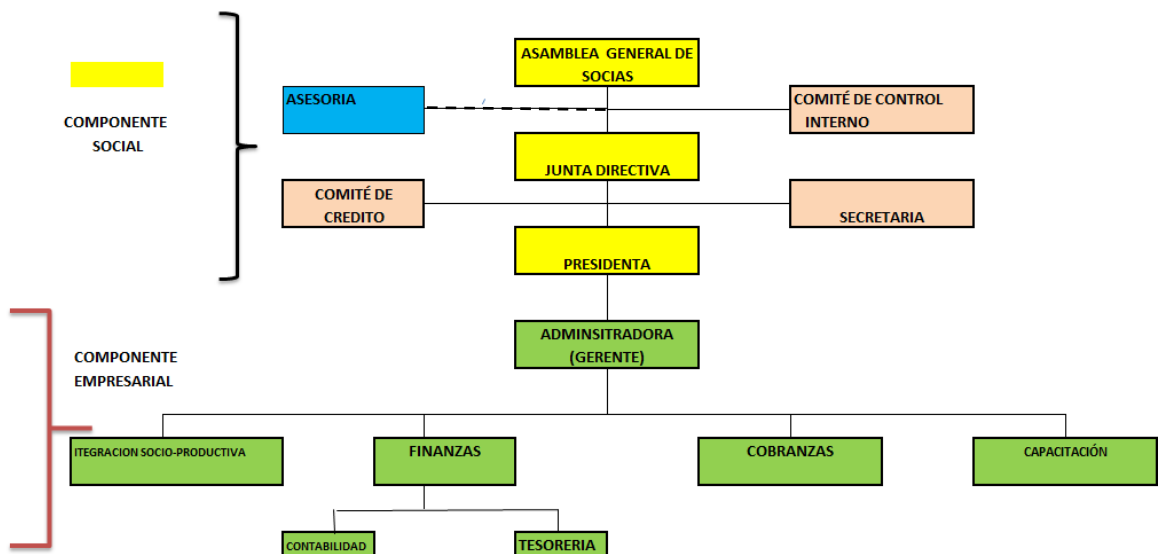 ASAMBLEA GENERAL DE
SOCIAS
ASESORIA
COMITÉ DE CONTROL
INTERNO
COMPONENTE
SOCIAL
JUNTA DIRECTIVA
COMITÉ DE
CREDITO
SECRETARIA
PRESIDENTA
ADMINSITRADORA
(GERENTE)
COMPONENTE
EMPRESARIAL
ITEGRACION SOCIO-PRODUCTIVA
FINANZAS
COBRANZAS
CAPACITACIÓN
CONTABILIDAD
TESORERIA